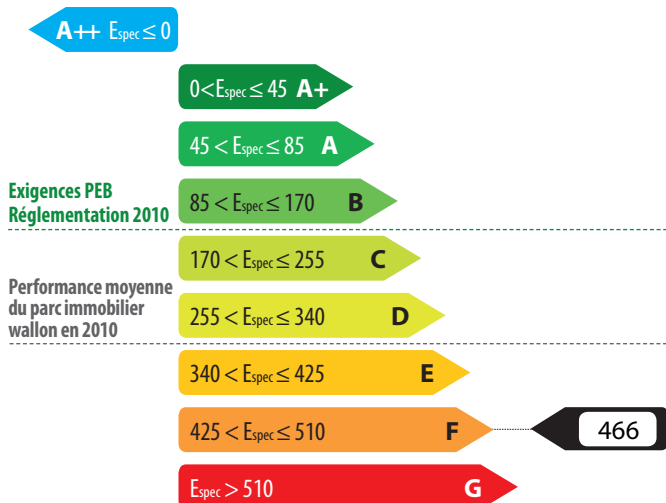 A++ Espec ≤ 0
0<Espec ≤ 45 A+
45 < Espec ≤ 85 A
Exigences PEB
Réglementation 2010
85 < Espec ≤ 170 B
170 < Espec ≤ 255 C
Performance moyenne
du parc immobilier
wallon en 2010
255 < Espec ≤ 340 D
340 < Espec ≤ 425 E
425 < Espec ≤ 510 F 466
Espec > 510 G